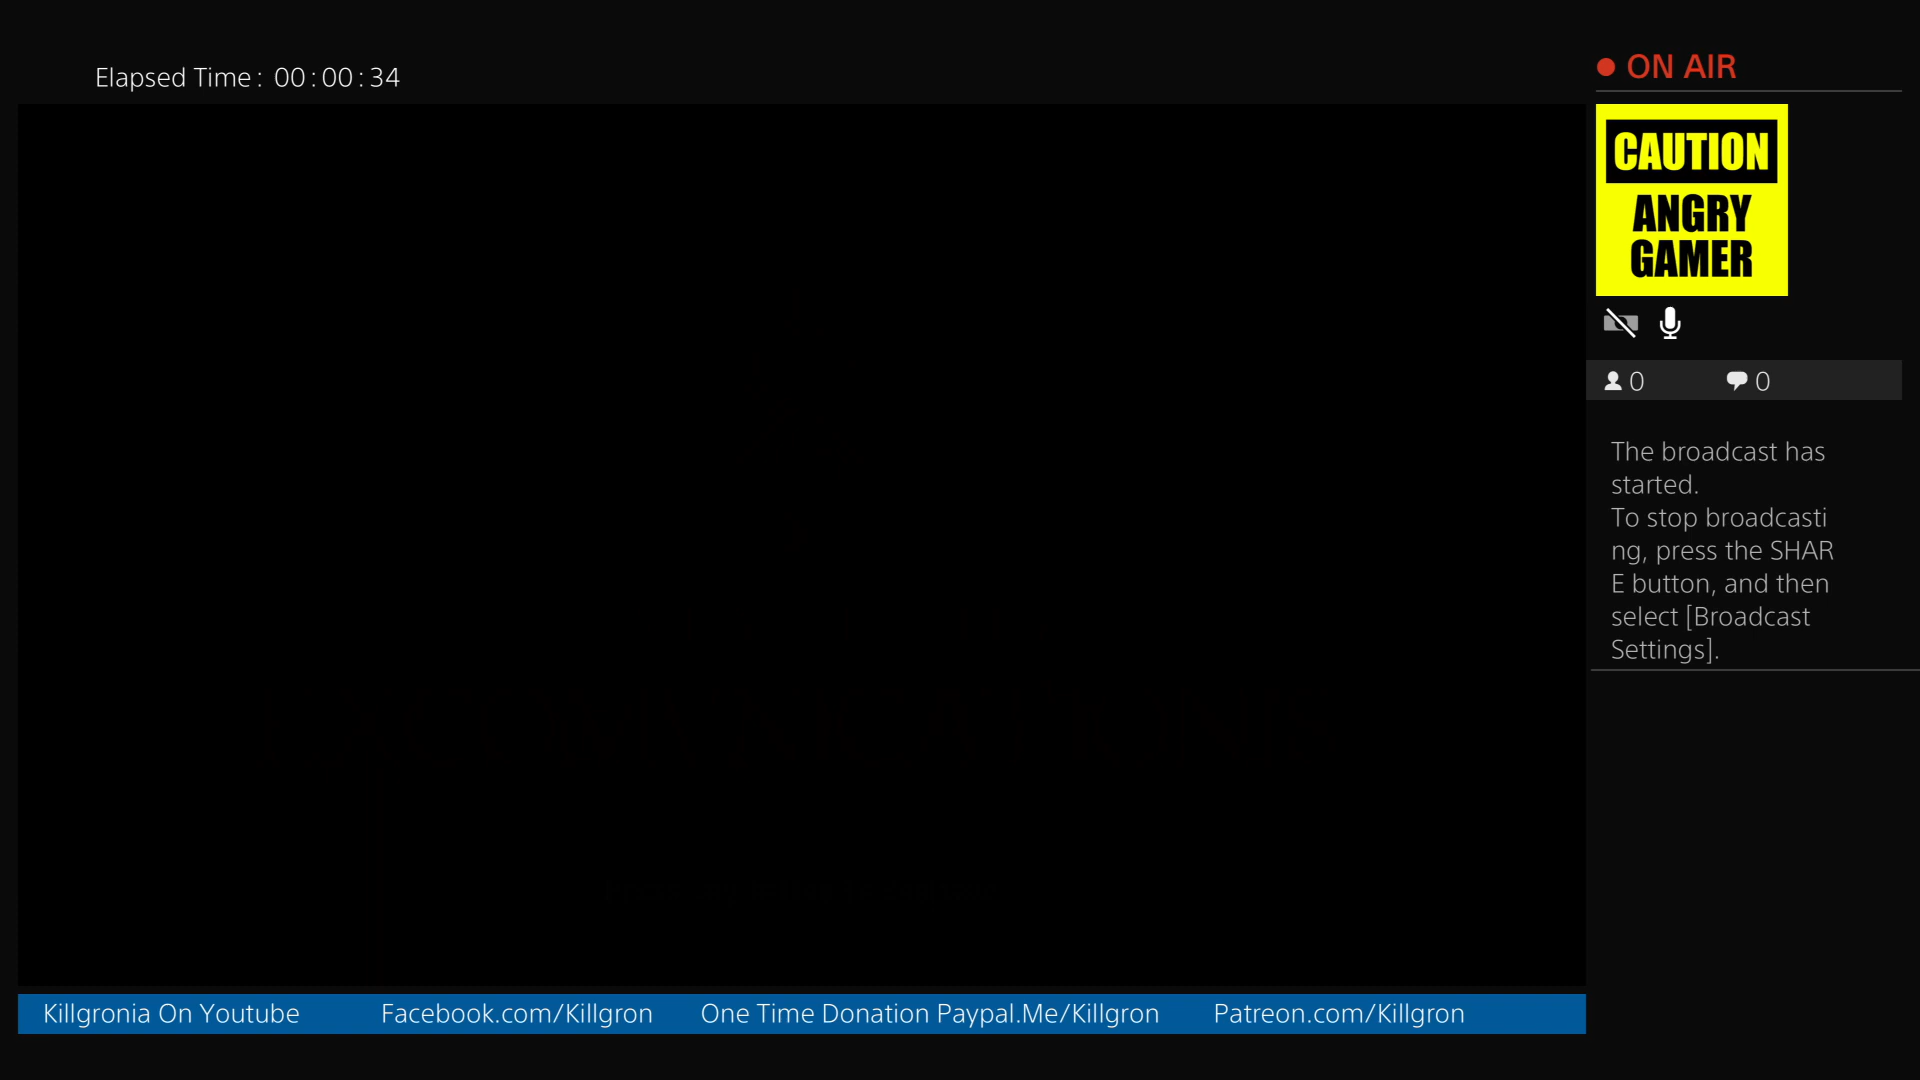 Elapsed Time : 00:00:34
ON AIR
CAUTION
ANGRY
GAMER
0 0
The broadcast has
started.
To stop broadcasti
ng, press the SHAR
E button, and then
select [Broadcast
Settings].
Killgronia On Youtube Facebook.com/Killgron One Time Donation Paypal.Me/Killgron Patreon.com/Killgron